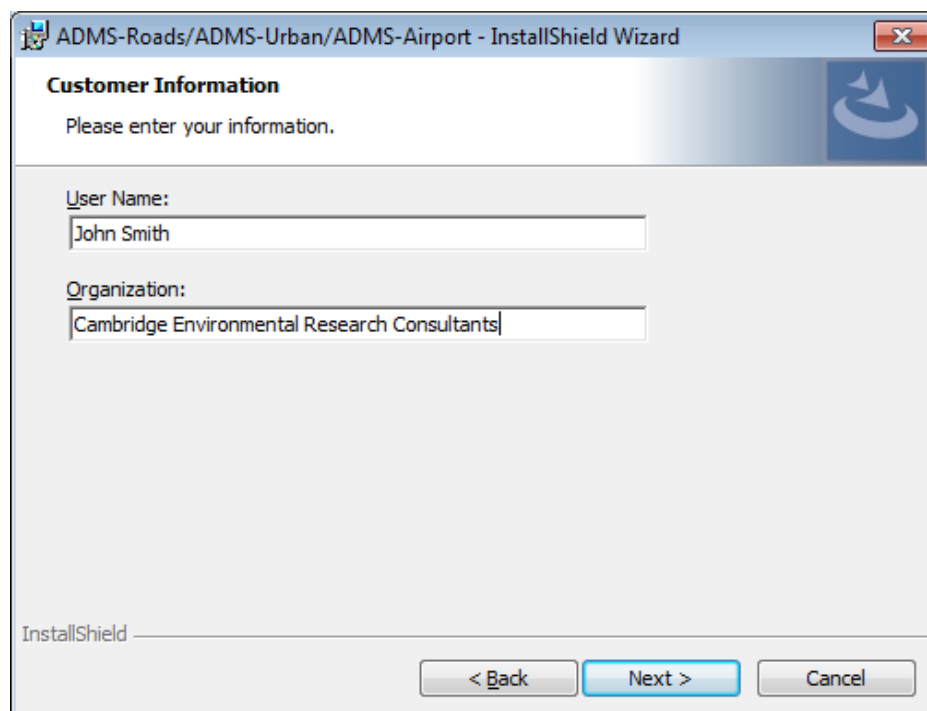 ADMS-Roads/ADMS-Urban/ADMS-Airport - InstallShield Wizard
Customer Information
Please enter your information.
User Name:
John Smith
Organization:
Cambridge Environmental Research Consultants
InstallShield
< Back
Next >
Cancel